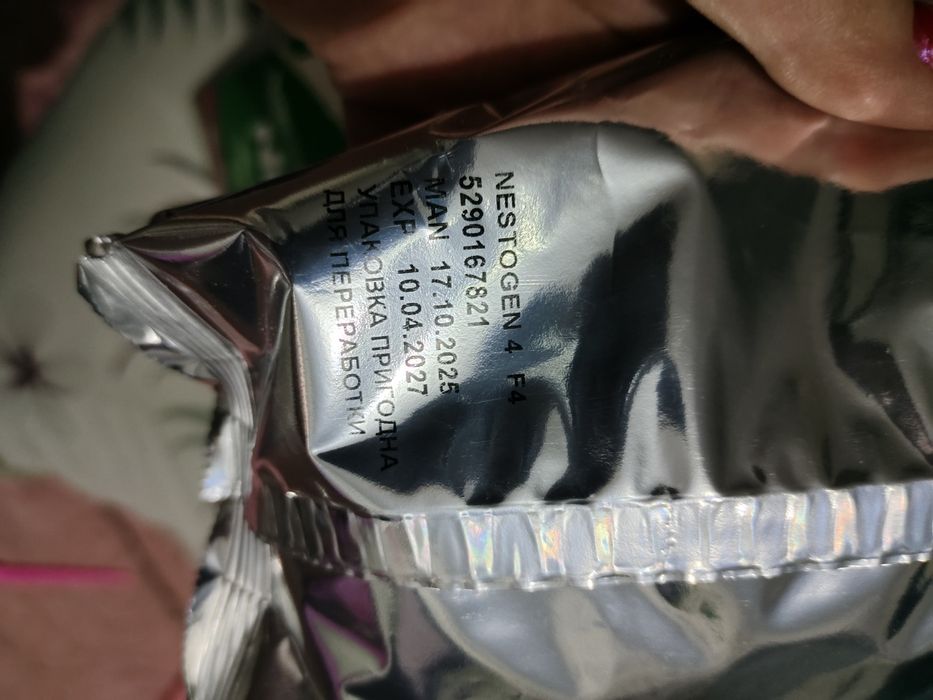 NESTOGEN 4 F4
5290167821
MAN 17.10.2025
EXP 10.04.2027
УПАКОВКА ПРИГОДНА
ДЛЯ ПЕРЕРАБОТКИ